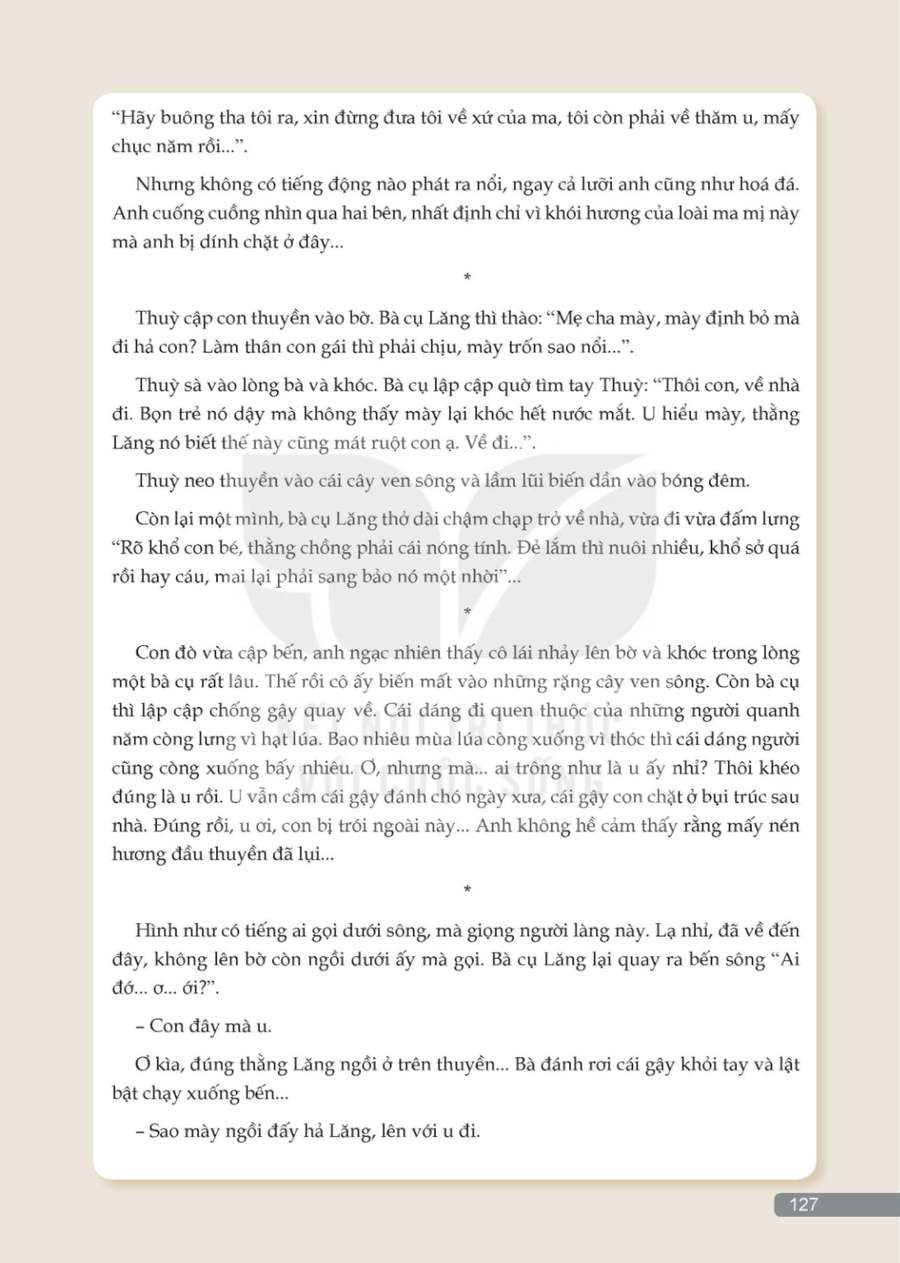 “Hãy buông tha tôi ra, xin đừng đưa tôi về xứ của ma, tôi còn phải về thăm u, mấy
chục năm rồi...”.
Nhưng không có tiếng động nào phát ra nổi, ngay cả lưỡi anh cũng như hoá đá.
Anh cuống cuồng nhìn qua hai bên, nhất định chỉ vì khói hương của loài ma mị này
mà anh bị dính chặt ở đây...
*
Thuỳ cập con thuyền vào bờ. Bà cụ Lăng thì thào: “Mẹ cha mày, mày định bỏ mà
đi hả con? Làm thân con gái thì phải chịu, mày trốn sao nổi...”.
Thuỳ sà vào lòng bà và khóc. Bà cụ lập cập quờ tìm tay Thuỳ: “Thôi con, về nhà
đi. Bọn trẻ nó dậy mà không thấy mày lại khóc hết nước mắt. U hiểu mày, thằng
Lăng nó biết thế này cũng mát ruột con ạ. Về đi...”.
Thuỳ neo thuyền vào cái cây ven sông và lầm lũi biến dần vào bóng đêm.
Còn lại một mình, bà cụ Lăng thở dài chậm chạp trở về nhà, vừa đi vừa đấm lưng
“Rõ khổ con bé, thằng chồng phải cái nóng tính. Đẻ lắm thì nuôi nhiều, khổ sở quá
rồi hay cáu, mai lại phải sang bảo nó một nhời”...
*
Con đò vừa cập bến, anh ngạc nhiên thấy cô lái nhảy lên bờ và khóc trong lòng
một bà cụ rất lâu. Thế rồi cô ấy biến mất vào những rặng cây ven sông. Còn bà cụ
thì lập cập chống gậy quay về. Cái dáng đi quen thuộc của những người quanh
năm còng lưng vì hạt lúa. Bao nhiêu mùa lúa còng xuống vì thóc thì cái dáng người
cũng còng xuống bấy nhiêu. Ơ, nhưng mà... ai trông như là u ấy nhỉ? Thôi khéo
đúng là u rồi. U vẫn cầm cái gậy đánh chó ngày xưa, cái gậy con chặt ở bụi trúc sau
nhà. Đúng rồi, u ơi, con bị trói ngoài này... Anh không hề cảm thấy rằng mấy nén
hương đầu thuyền đã lụi...
*
Hình như có tiếng ai gọi dưới sông, mà giọng người làng này. Lạ nhỉ, đã về đến
đây, không lên bờ còn ngồi dưới ấy mà gọi. Bà cụ Lăng lại quay ra bến sông “Ai
đớ... ơ... ới?”.
– Con đây mà u.
Ơ kìa, đúng thằng Lăng ngồi ở trên thuyền... Bà đánh rơi cái gậy khỏi tay và lật
bật chạy xuống bến...
– Sao mày ngồi đấy hả Lăng, lên với u đi.
KẾT NỐI TRI THỨC
VỚI CUỘC SỐNG
127